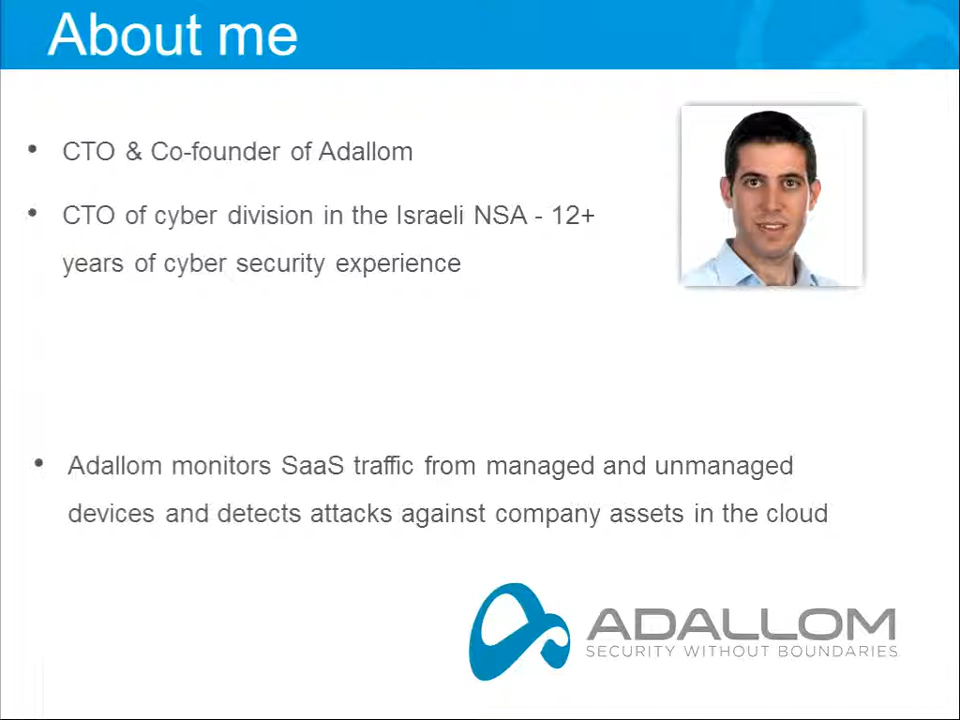 About me
• CTO & Co-founder of Adallom
• CTO of cyber division in the Israeli NSA - 12+
years of cyber security experience
• Adallom monitors SaaS traffic from managed and unmanaged
devices and detects attacks against company assets in the cloud
ADALLOM
SECURITY WITHOUT BOUNDARIES